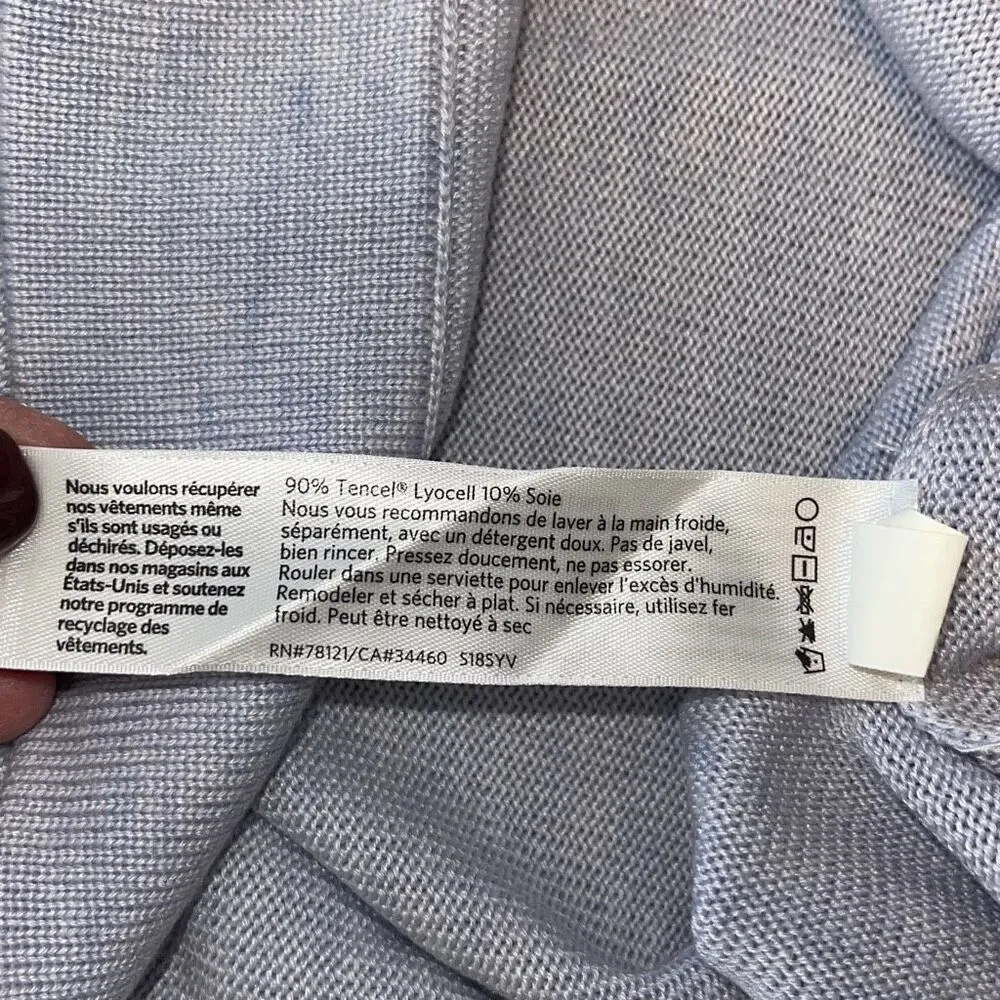 Nous voulons récupérer
nos vêtements même
s'ils sont usagés ou
déchirés. Déposez-les
dans nos magasins aux
États-Unis et soutenez
notre programme de
recyclage des
vêtements.
90% Tencel® Lyocell 10% Soie
Nous vous recommandons de laver à la main froide,
séparément, avec un détergent doux. Pas de javel,
bien rincer. Pressez doucement, ne pas essorer.
Rouler dans une serviette pour enlever l'excès d'humidité.
Remodeler et sécher à plat. Si nécessaire, utilisez fer
froid. Peut être nettoyé à sec
RN#78121/CA#34460 S18SYV